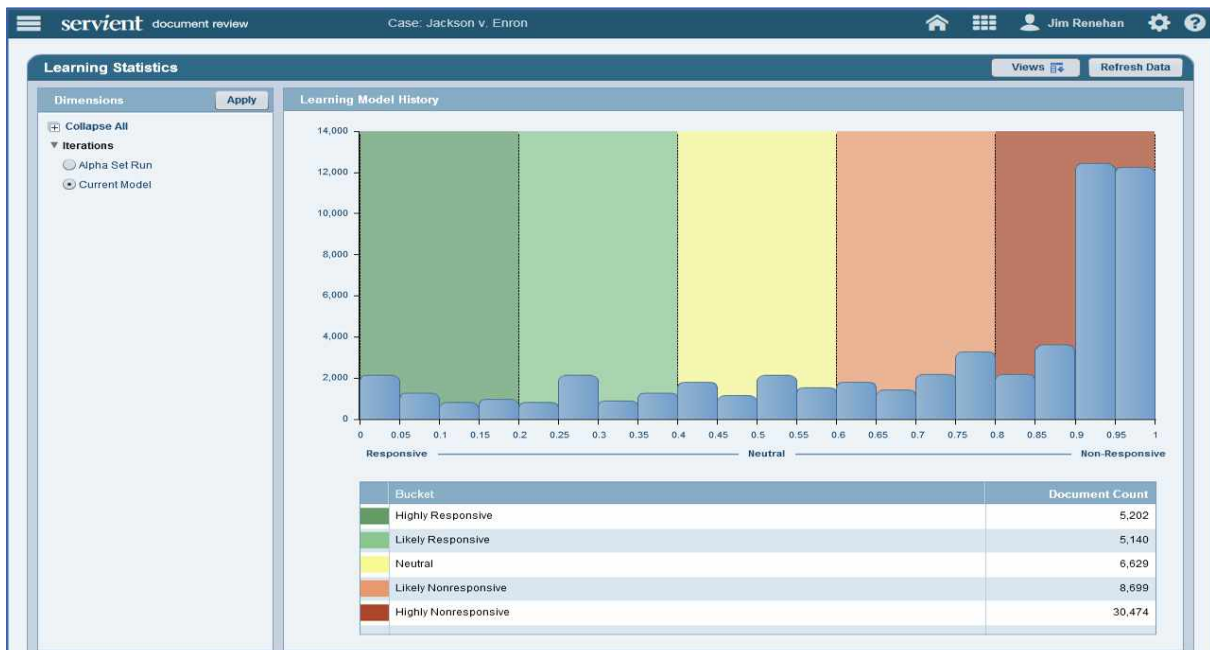 servient document review Case: Jackson v. Enron Jim Renehan ?
Learning Statistics Views Refresh Data
Dimensions Apply
Collapse All
Iterations
Alpha Set Run
Current Model
Learning Model History
14,000
12,000
10,000
8,000
6,000
4,000
2,000
0
0 0.05 0.1 0.15 0.2 0.25 0.3 0.35 0.4 0.45 0.5 0.55 0.6 0.65 0.7 0.75 0.8 0.85 0.9 0.95 1
Responsive Neutral Non-Responsive
Bucket Document Count
Highly Responsive 5,202
Likely Responsive 5,140
Neutral 6,629
Likely Nonresponsive 8,699
Highly Nonresponsive 30,474